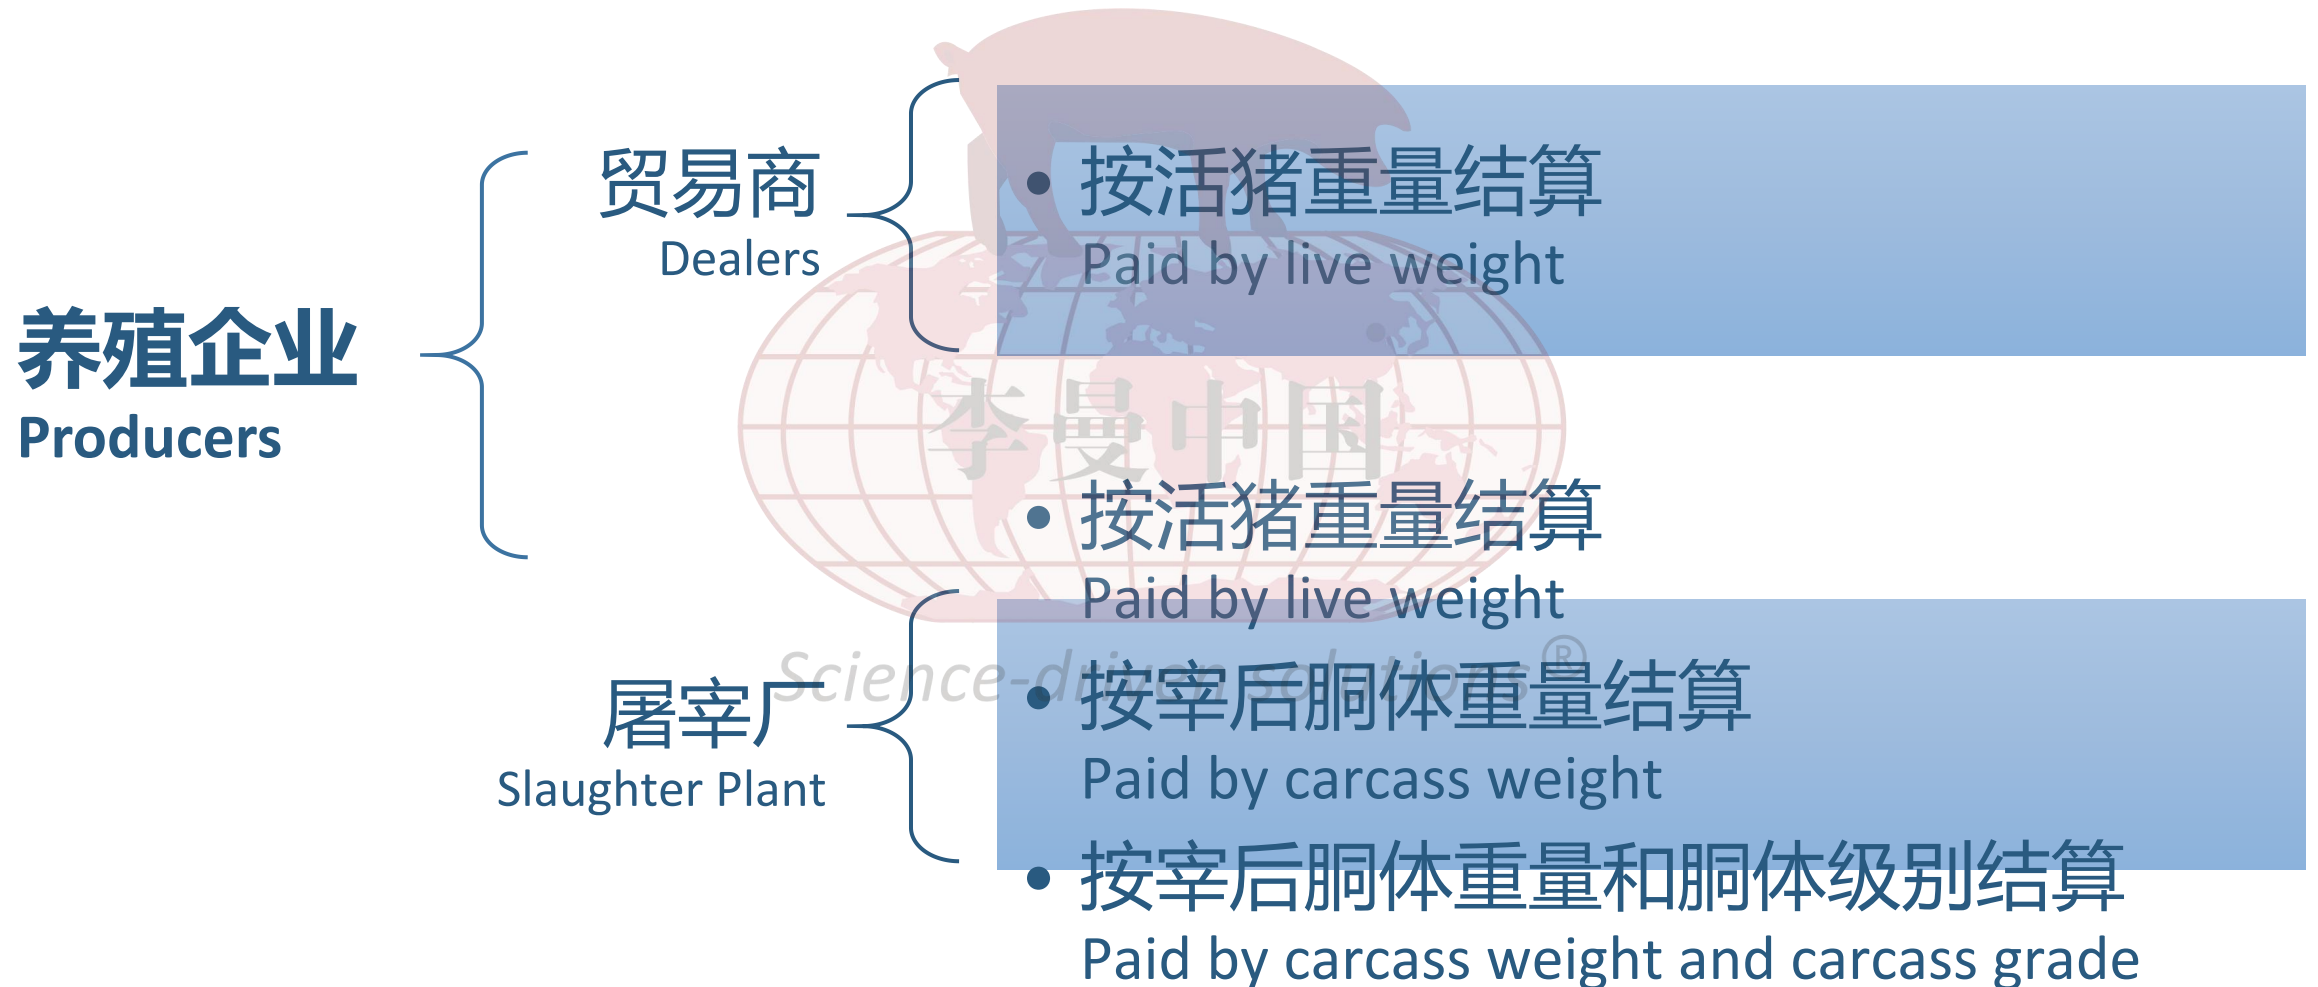 养殖企业
Producers
贸易商
Dealers
• 按活猪重量结算
Paid by live weight
屠宰厂
Slaughter Plant
• 按活猪重量结算
Paid by live weight
• 按宰后胴体重量结算
Paid by carcass weight
• 按宰后胴体重量和胴体级别结算
Paid by carcass weight and carcass grade
李曼中国
Science-driven solutions®